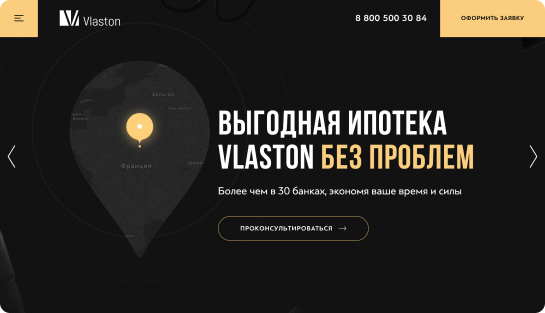 Vlaston
8 800 500 30 84
ОФОРМИТЬ ЗАЯВКУ
Франция
ВЫГОДНАЯ ИПОТЕКА
VLASTON БЕЗ ПРОБЛЕМ
Более чем в 30 банках, экономя ваше время и силы
ПРОКОНСУЛЬТИРОВАТЬСЯ